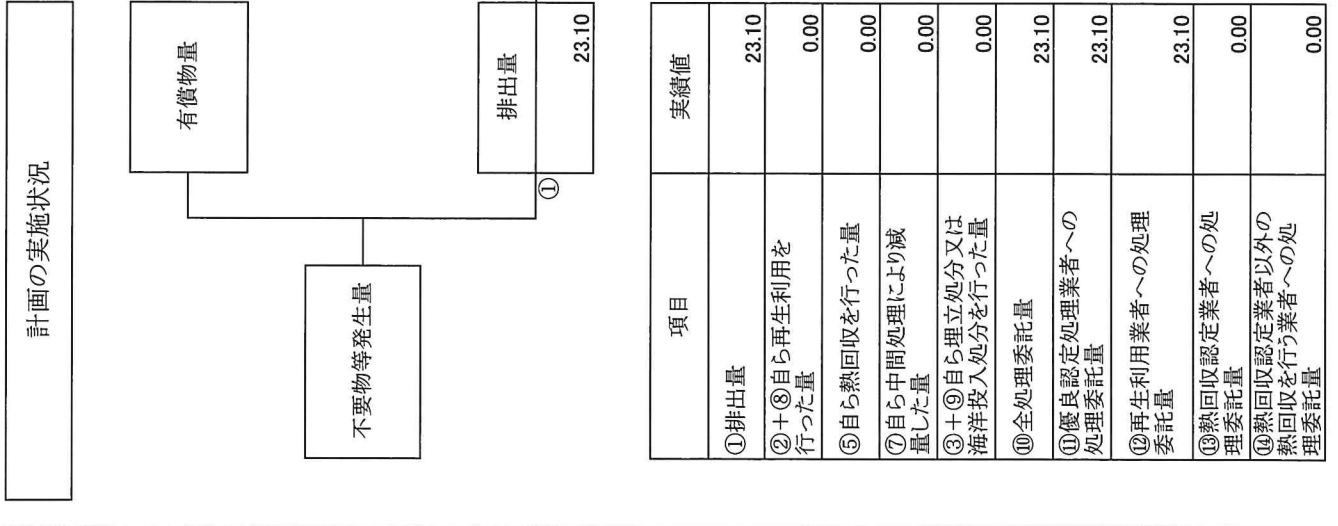 計画の実施状況
有償物量
不要物等発生量
排出量
①
23.10
項目
実績値
①排出量
23.10
②+⑧自ら再生利用を
行った量
0.00
⑤自ら熱回収を行った量
0.00
⑦自ら中間処理により減
量した量
0.00
③+⑨自ら埋立処分又は
海洋投入処分を行った量
0.00
⑩全処理委託量
23.10
⑪優良認定処理業者への
処理委託量
23.10
⑫再生利用業者への処理
委託量
23.10
⑬熱回収認定業者への処
理委託量
0.00
⑭熱回収認定業者以外の
熱回収を行う業者への処
理委託量
0.00